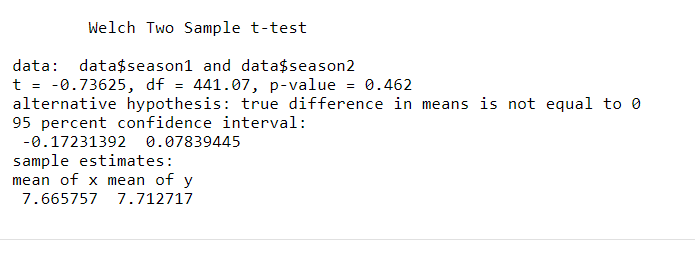 Welch Two Sample t-test
data:  data$season1 and data$season2
t = -0.73625, df = 441.07, p-value = 0.462
alternative hypothesis: true difference in means is not equal to 0
95 percent confidence interval:
 -0.17231392  0.07839445
sample estimates:
mean of x mean of y
 7.665757  7.712717